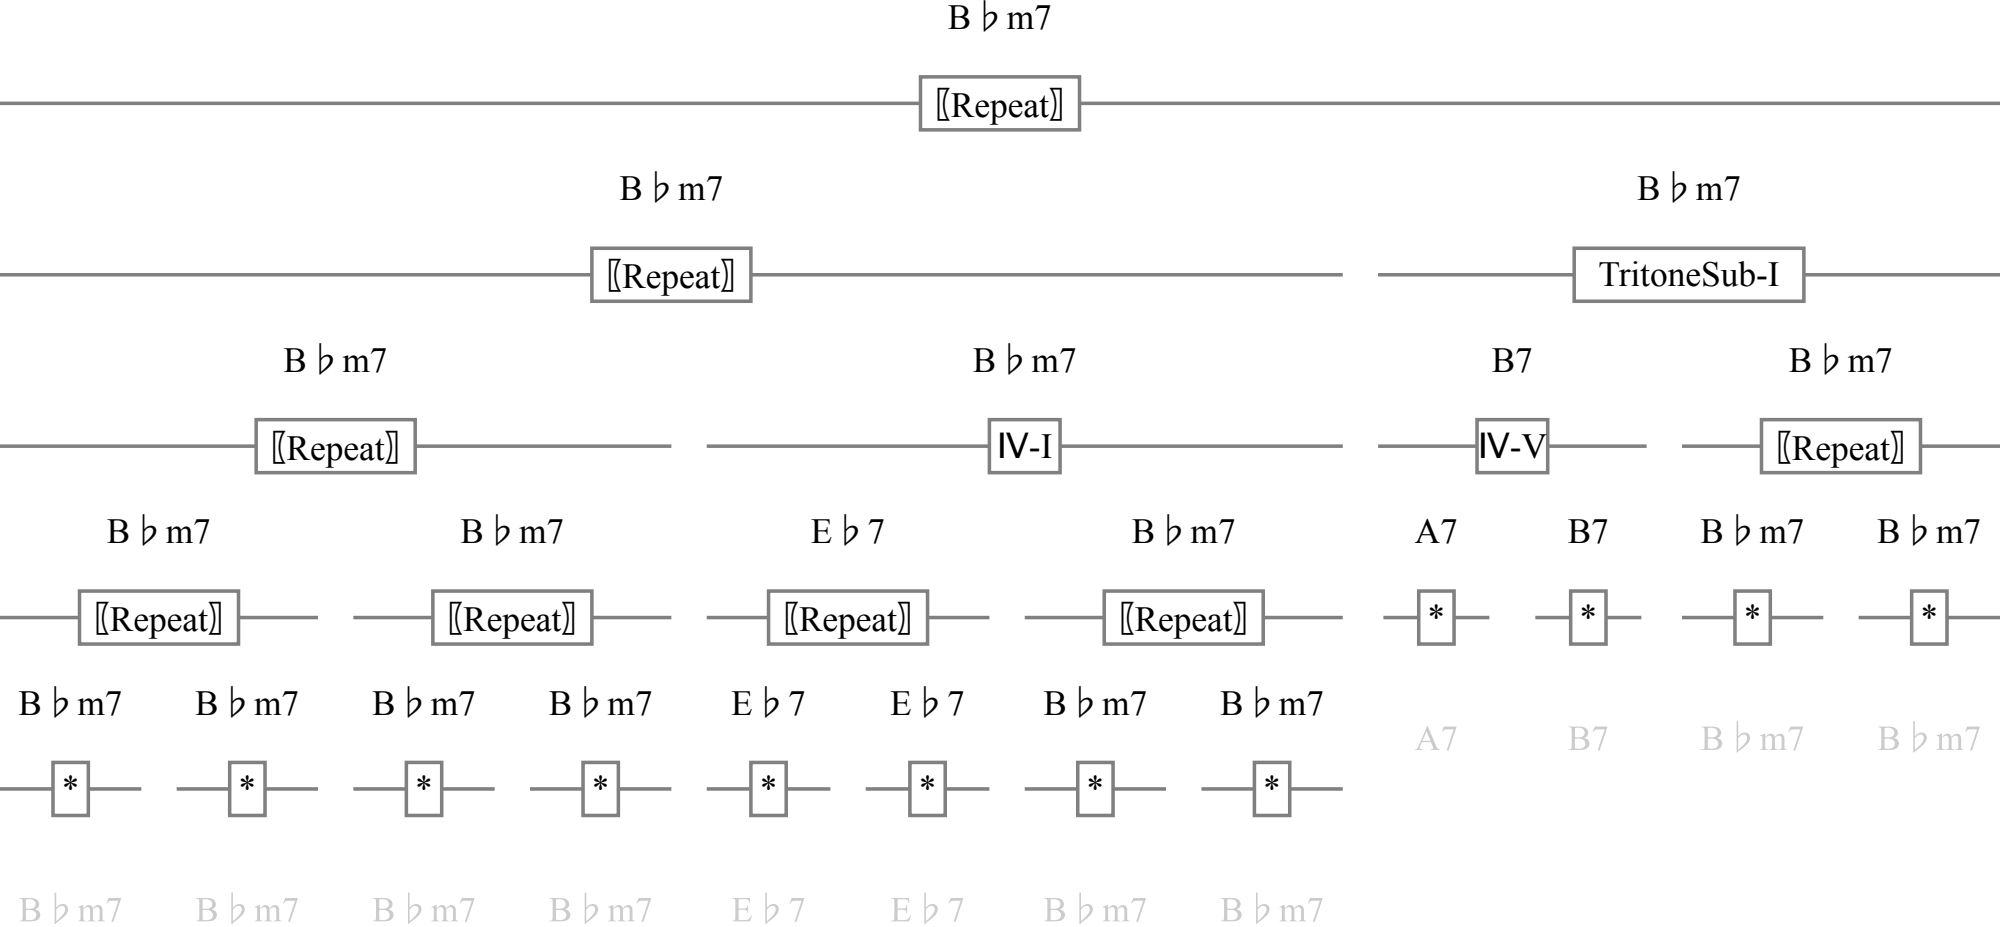 B♭m7
⟦Repeat⟧
B♭m7 B♭m7
⟦Repeat⟧ TritoneSub-I
B♭m7 B♭m7 B7 B♭m7
⟦Repeat⟧ Ⅳ-I Ⅳ-V ⟦Repeat⟧
B♭m7 B♭m7 E♭7 B♭m7 A7 B7 B♭m7 B♭m7
⟦Repeat⟧ ⟦Repeat⟧ ⟦Repeat⟧ ⟦Repeat⟧ * * * *
B♭m7 B♭m7 B♭m7 B♭m7 E♭7 E♭7 B♭m7 B♭m7
A7 B7 B♭m7 B♭m7
* * * * * * * *
B♭m7 B♭m7 B♭m7 B♭m7 E♭7 E♭7 B♭m7 B♭m7